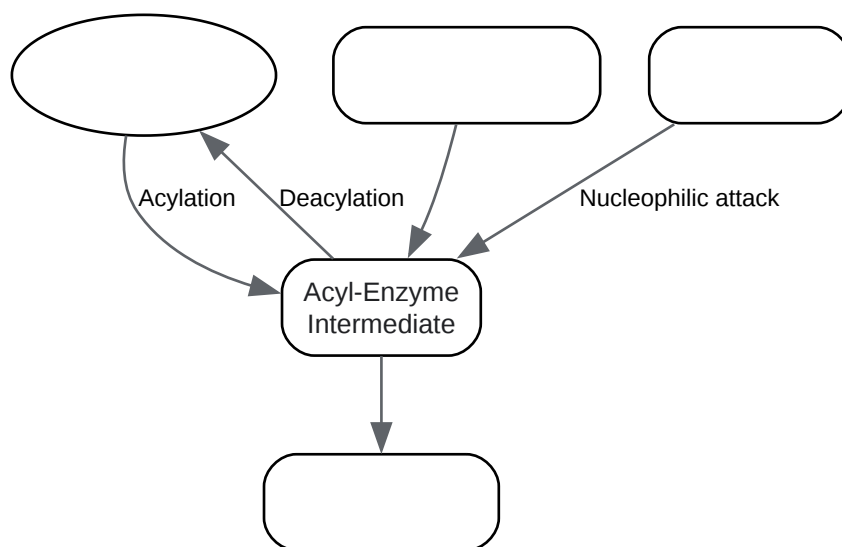 Acylation
Deacylation
Nucleophilic attack
Acyl-Enzyme
Intermediate